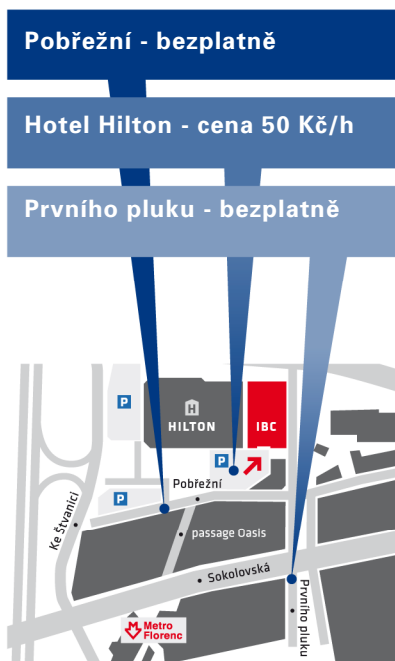 Pobřežní - bezplatně
Hotel Hilton - cena 50 Kč/h
Prvního pluku - bezplatně
P
H
HILTON
IBC
P
P
Pobřežní
Ke Štvanici
passage Oasis
Sokolovská
Metro
Florenc
Prvního pluku